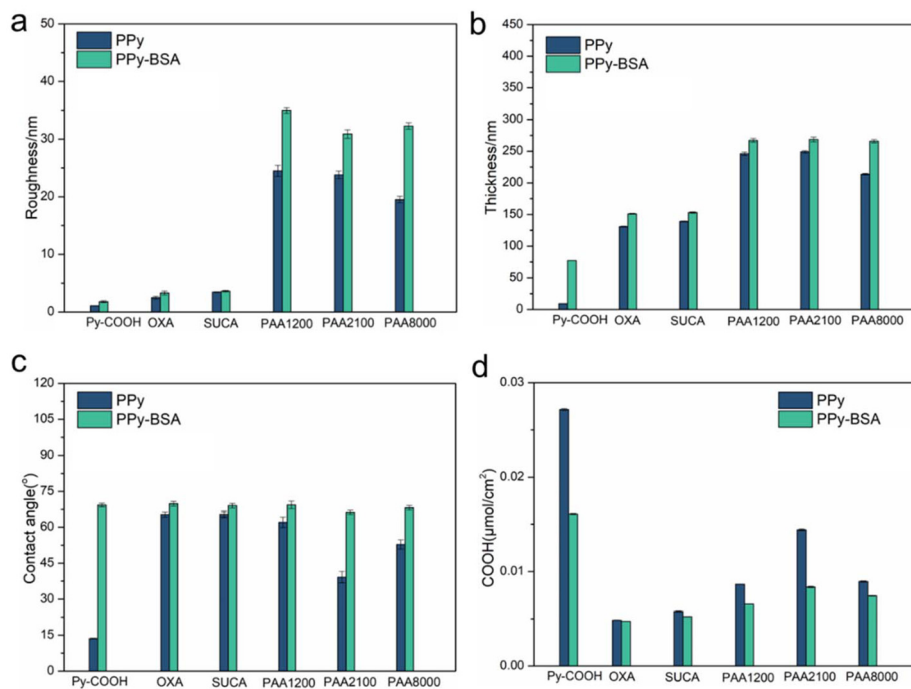 a
50
40
30
20
10
0
Roughness/nm
PPy
PPy-BSA
Py-COOH OXA SUCA PAA1200 PAA2100 PAA8000
b
450
400
350
300
250
200
150
100
50
0
Thickness/nm
PPy
PPy-BSA
Py-COOH OXA SUCA PAA1200 PAA2100 PAA8000
c
120
105
90
75
60
45
30
15
0
Contact angle(°)
PPy
PPy-BSA
Py-COOH OXA SUCA PAA1200 PAA2100 PAA8000
d
0.03
0.02
0.01
0.00
COOH(μmol/cm²)
PPy
PPy-BSA
Py-COOH OXA SUCA PAA1200 PAA2100 PAA8000